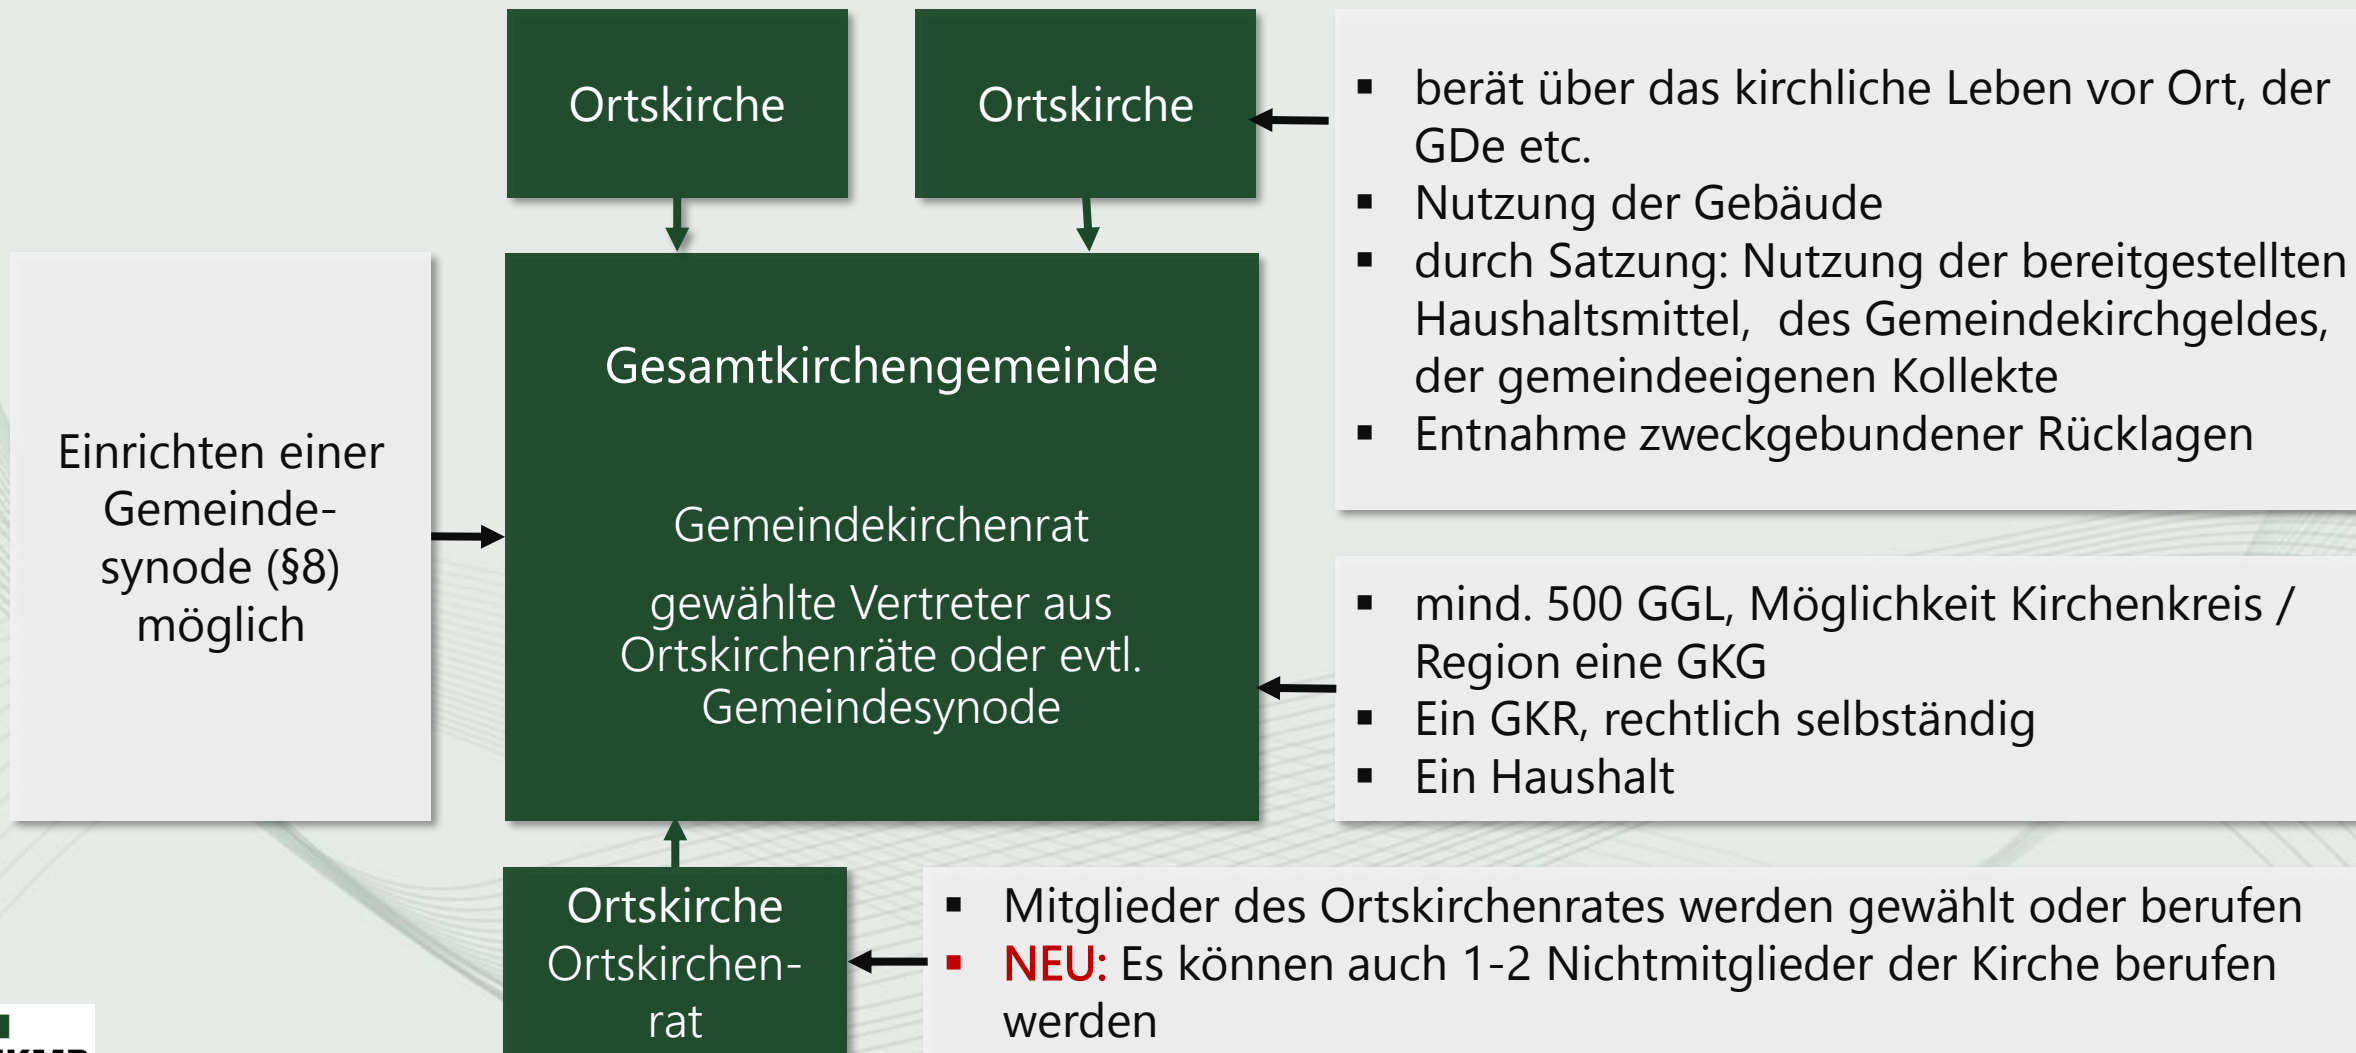 Ortskirche
Ortskirche
▪ berät über das kirchliche Leben vor Ort, der
GDe etc.
▪ Nutzung der Gebäude
▪ durch Satzung: Nutzung der bereitgestellten
Haushaltsmittel,  des Gemeindekirchgeldes,
der gemeindeeigenen Kollekte
▪ Entnahme zweckgebundener Rücklagen
Einrichten einer
Gemeinde-
synode (§8)
möglich
Gesamtkirchengemeinde
Gemeindekirchenrat
gewählte Vertreter aus
Ortskirchenräte oder evtl.
Gemeindesynode
▪ mind. 500 GGL, Möglichkeit Kirchenkreis /
Region eine GKG
▪ Ein GKR, rechtlich selbständig
▪ Ein Haushalt
Ortskirche
Ortskirchen-
rat
▪ Mitglieder des Ortskirchenrates werden gewählt oder berufen
▪ NEU: Es können auch 1-2 Nichtmitglieder der Kirche berufen
werden